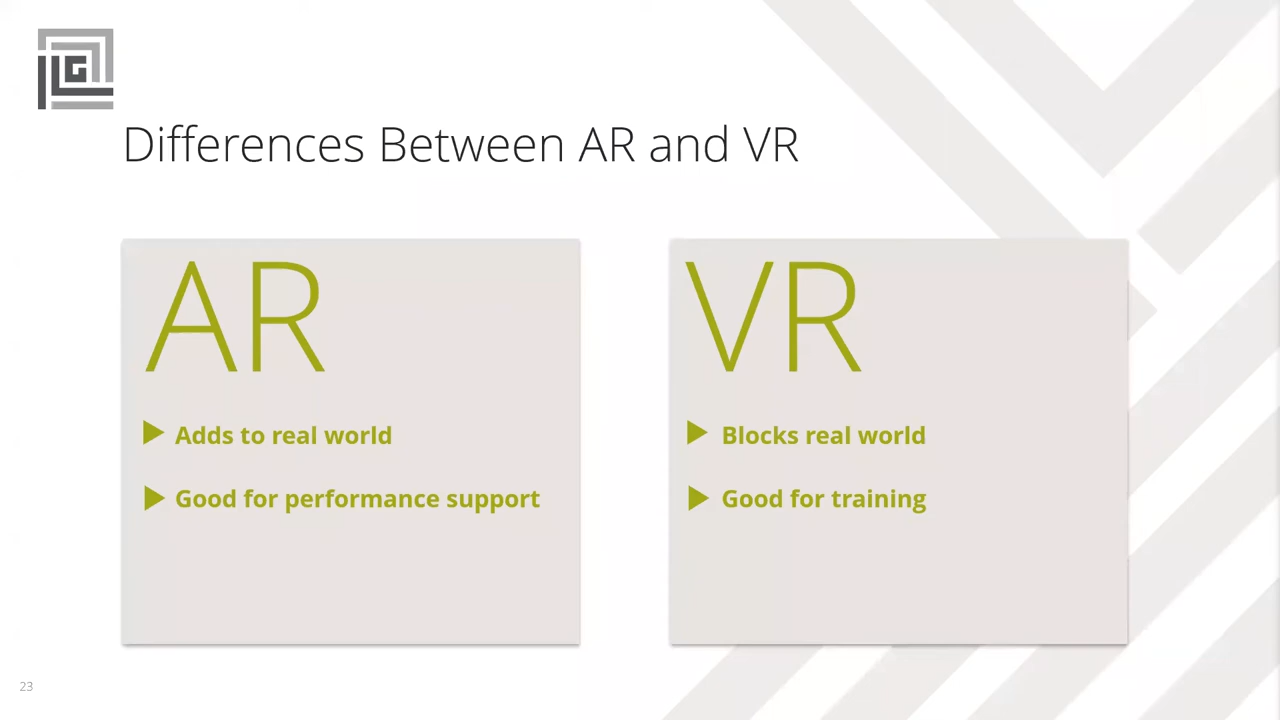 Differences Between AR and VR
AR
Adds to real world
Good for performance support
VR
Blocks real world
Good for training
23